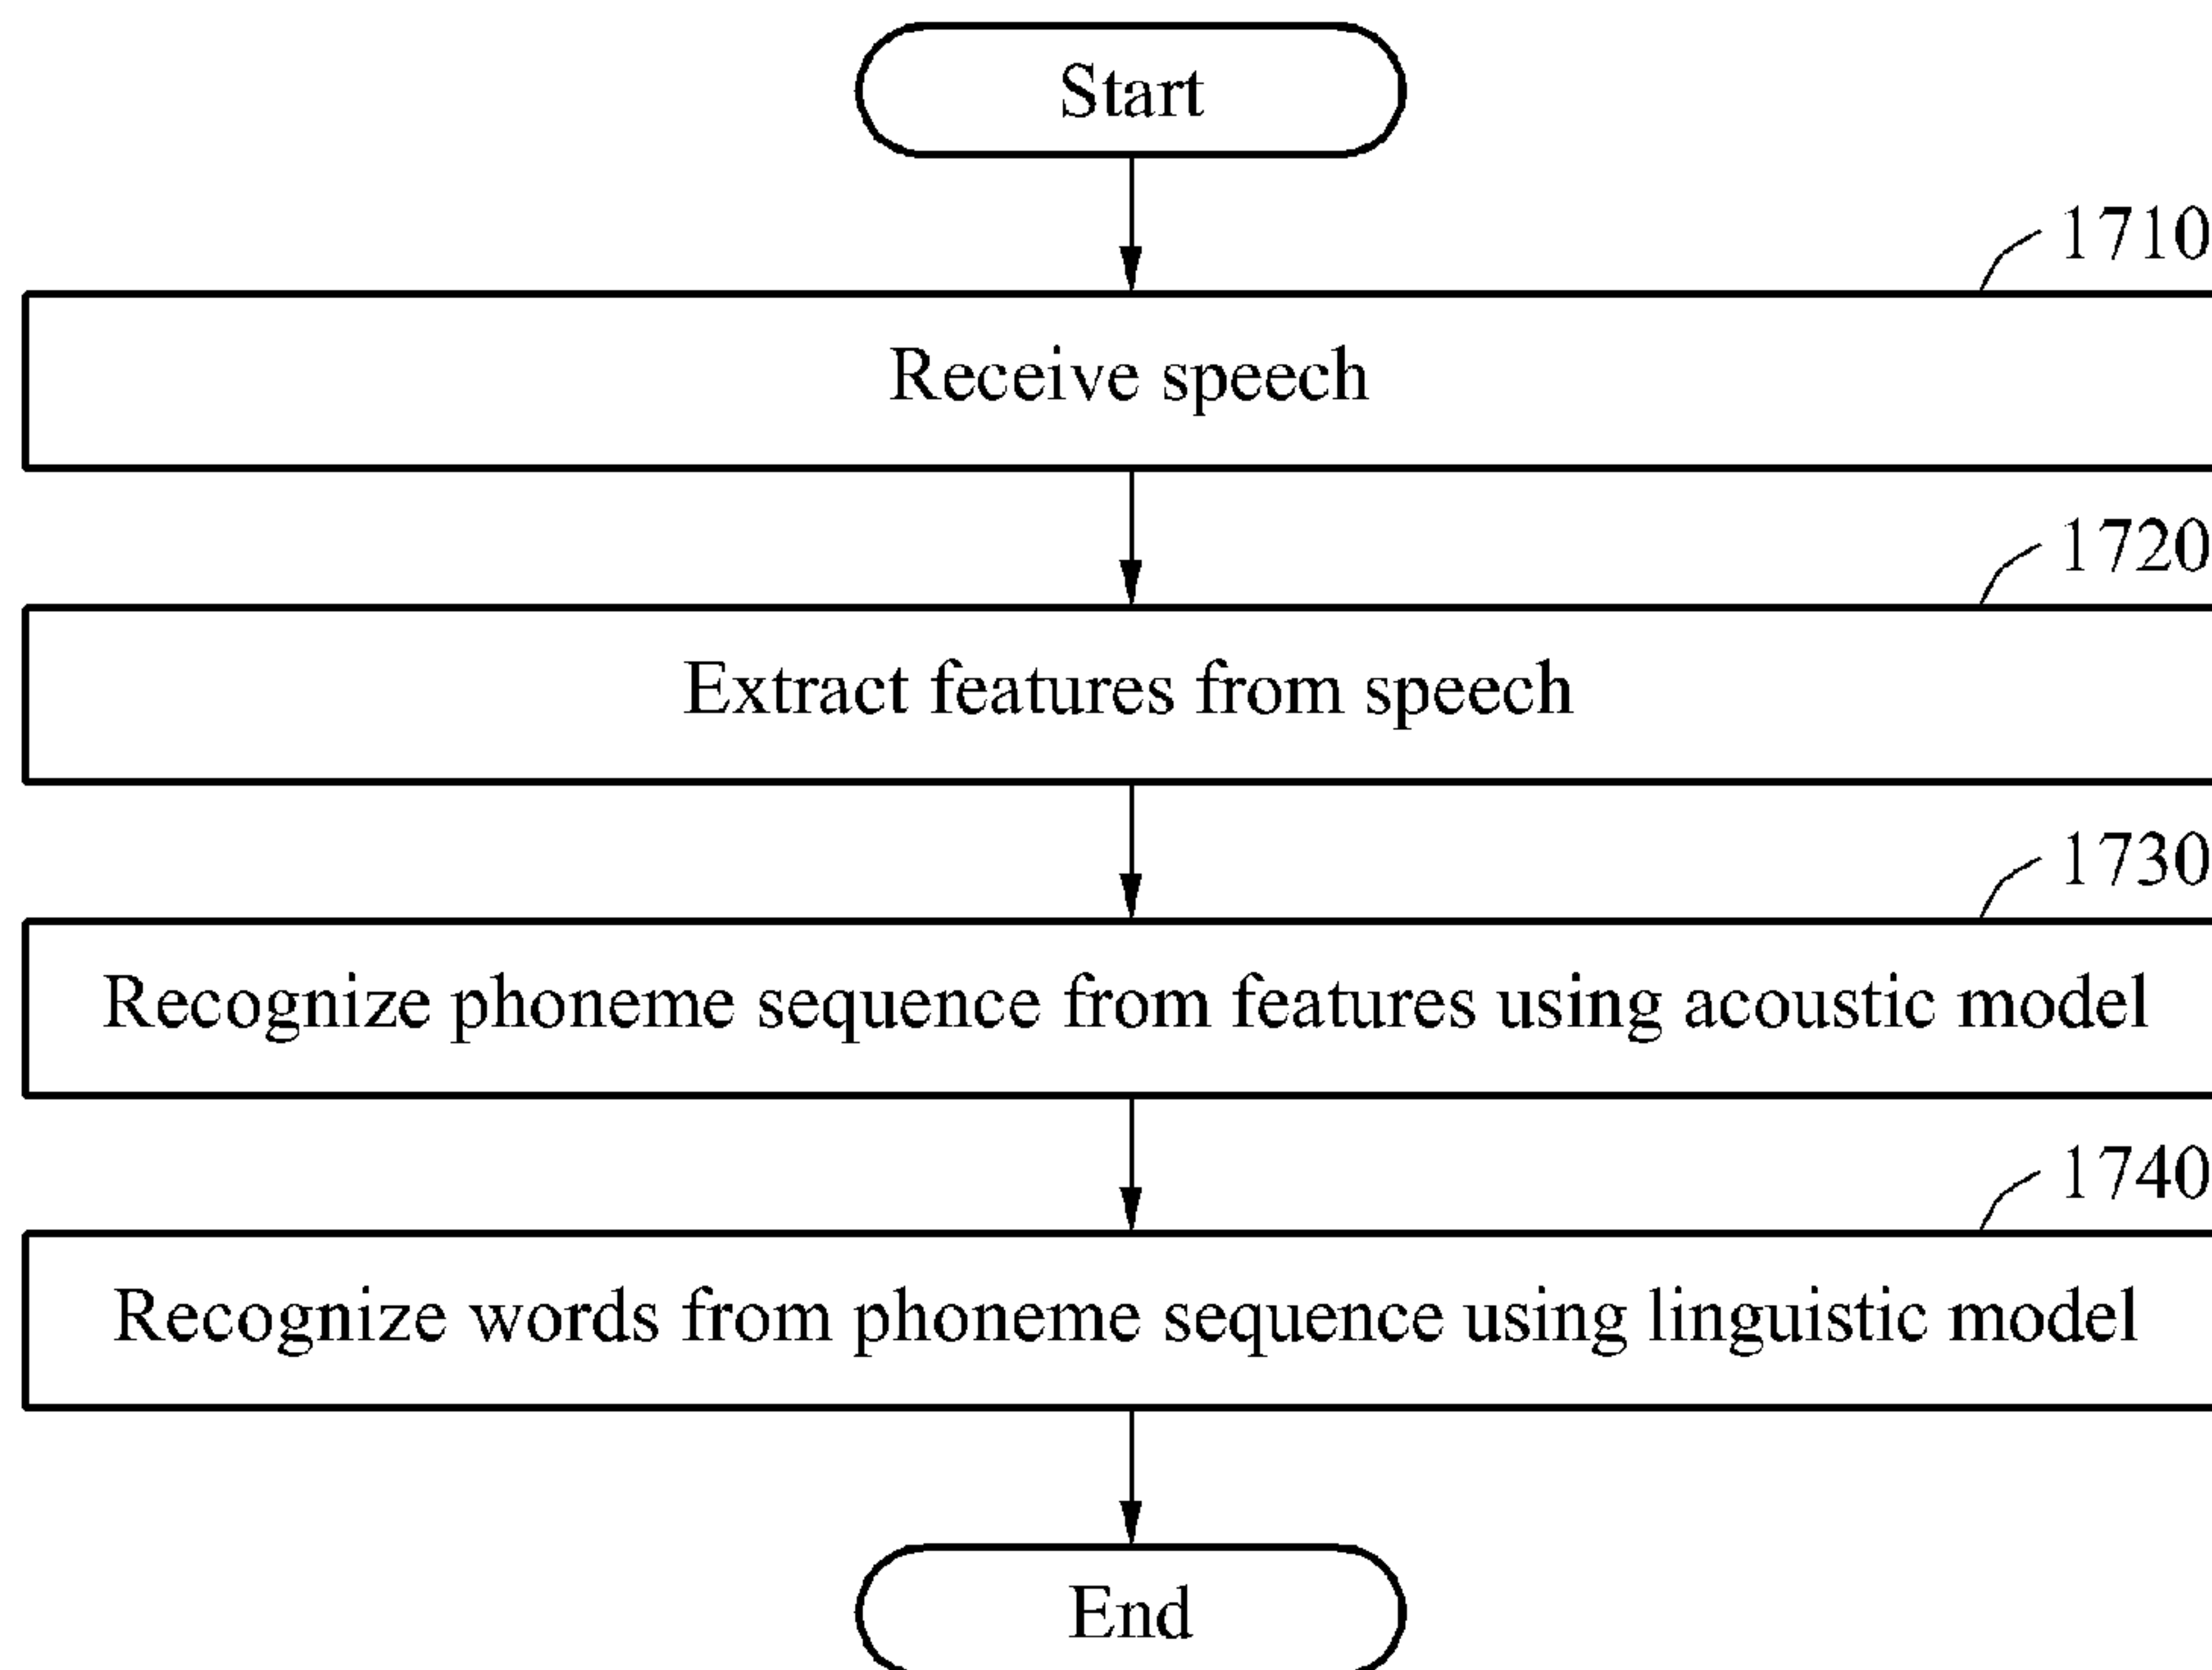 Start
1710
Receive speech
1720
Extract features from speech
1730
Recognize phoneme sequence from features using acoustic model
1740
Recognize words from phoneme sequence using linguistic model
End